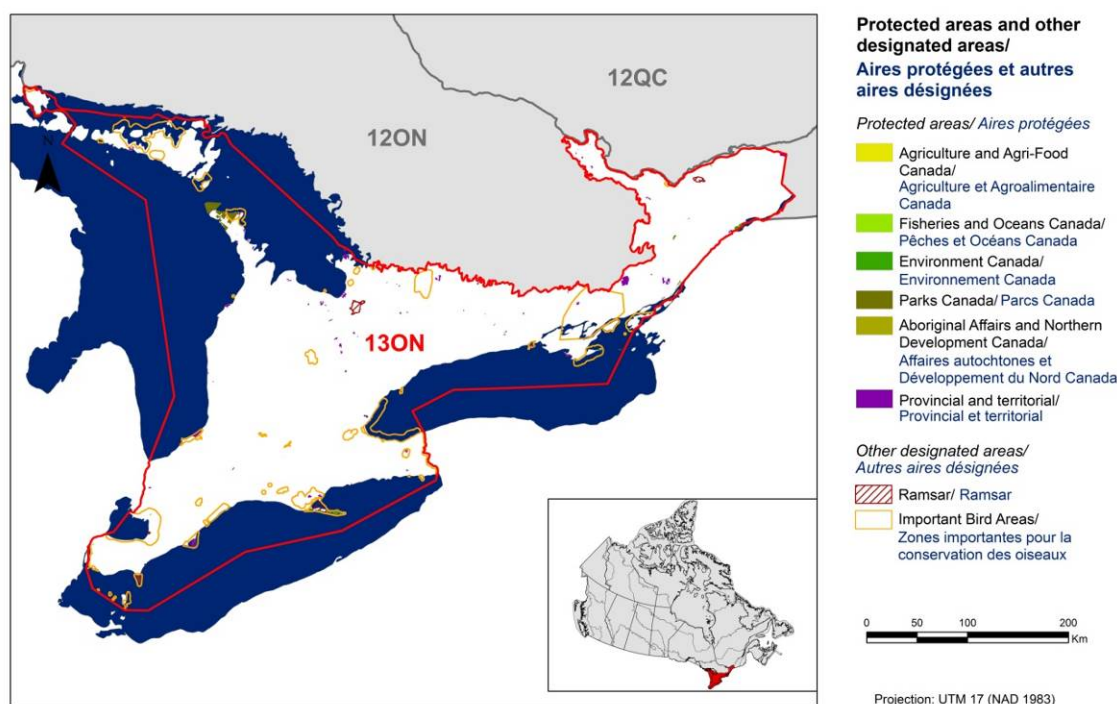 12QC
12ON
N
13ON
Protected areas and other
designated areas/
Aires protégées et autres
aires désignées
Protected areas/ Aires protégées
Agriculture and Agri-Food
Canada/
Agriculture et Agroalimentaire
Canada
Fisheries and Oceans Canada/
Pêches et Océans Canada
Environment Canada/
Environnement Canada
Parks Canada/ Parcs Canada
Aboriginal Affairs and Northern
Development Canada/
Affaires autochtones et
Développement du Nord Canada
Provincial and territorial/
Provincial et territorial
Other designated areas/
Autres aires désignées
Ramsar/ Ramsar
Important Bird Areas/
Zones importantes pour la
conservation des oiseaux
0 50 100 200
Km
Projection: UTM 17 (NAD 1983)